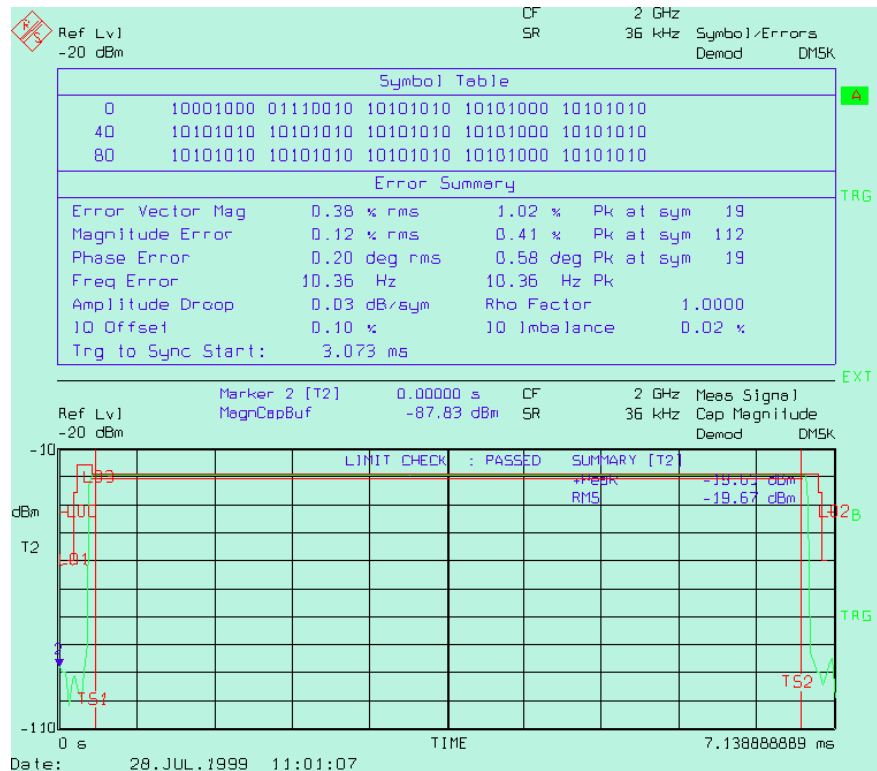 CF 2 GHz
Ref Lvl SR 36 kHz Symbol/Errors
-20 dBm Demod DMSK
Symbol Table
0 10001000 01110010 10101010 10101000 10101010
40 10101010 10101010 10101010 10101000 10101010
80 10101010 10101010 10101010 10101000 10101010
A
Error Summary
TRG
Error Vector Mag 0.38 % rms 1.02 % Pk at sym 19
Magnitude Error 0.12 % rms 0.41 % Pk at sym 112
Phase Error 0.20 deg rms 0.58 deg Pk at sym 19
Freq Error 10.36 Hz 10.36 Hz Pk
Amplitude Droop 0.03 dB/sym Rho Factor 1.0000
IQ Offset 0.10 % IQ Imbalance 0.02 %
Trg to Sync Start: 3.073 ms
EXT
Marker 2 [T2] 0.00000 s CF 2 GHz Meas Signal
Ref Lvl MagnCapBuf -87.83 dBm SR 36 kHz Cap Magnitude
-20 dBm Demod DMSK
-10
LIMIT CHECK : PASSED SUMMARY [T2]
+Peak dBm
RMS -19.67 dBm
dBm
B
T2
TRG
2
TS1 TS2
-110
0 s TIME 7.138888889 ms
Date: 28.JUL.1999 11:01:07